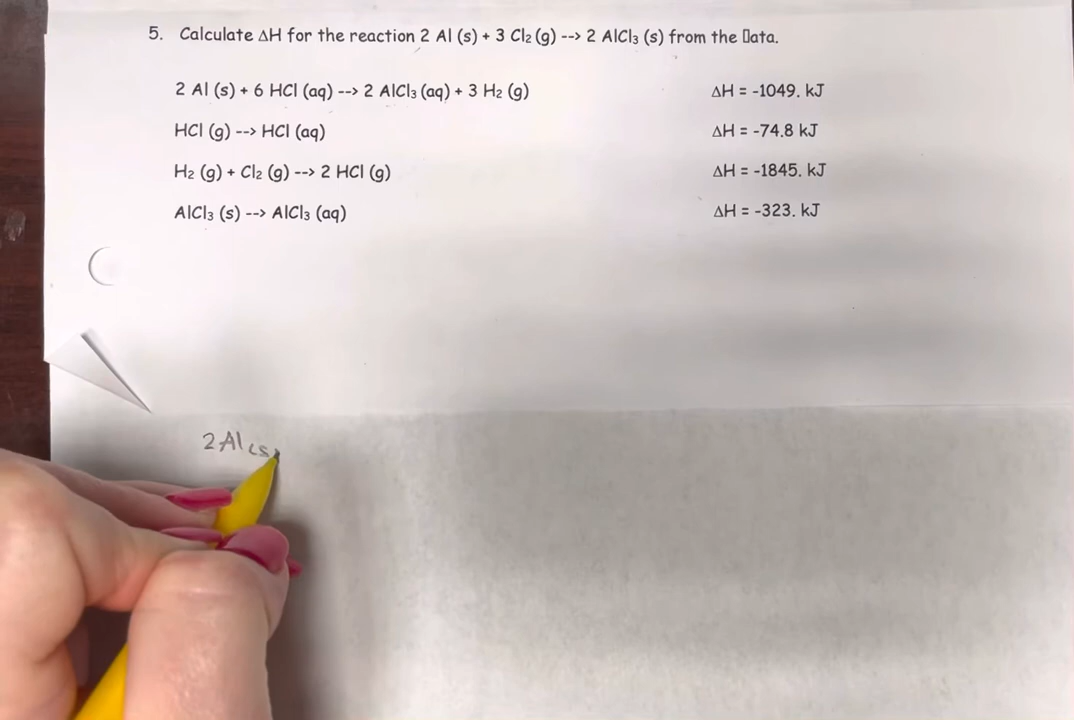 5. Calculate ΔH for the reaction 2 Al (s) + 3 Cl₂ (g) --> 2 AlCl₃ (s) from the ▯ata.
2 Al (s) + 6 HCl (aq) --> 2 AlCl₃ (aq) + 3 H₂ (g) ΔH = -1049. kJ
HCl (g) --> HCl (aq) ΔH = -74.8 kJ
H₂ (g) + Cl₂ (g) --> 2 HCl (g) ΔH = -1845. kJ
AlCl₃ (s) --> AlCl₃ (aq) ΔH = -323. kJ
2 Al (s)